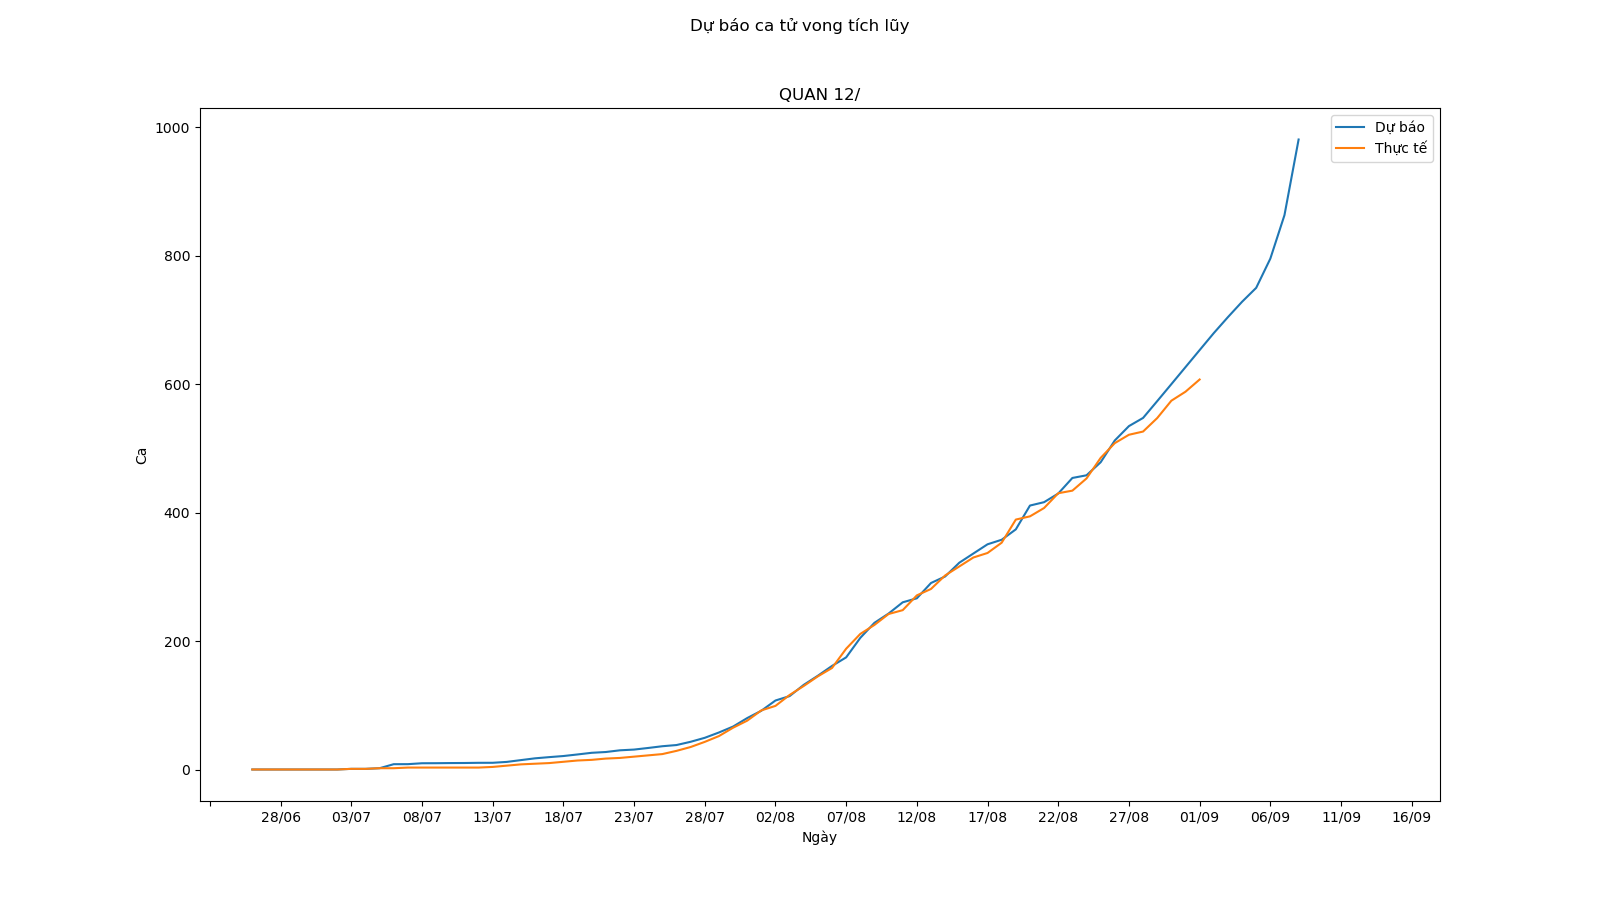 Dự báo ca tử vong tích lũy
QUAN 12/
Dự báo
Thực tế
1000
800
600
400
200
0
Ca
28/06 03/07 08/07 13/07 18/07 23/07 28/07 02/08 07/08 12/08 17/08 22/08 27/08 01/09 06/09 11/09 16/09
Ngày